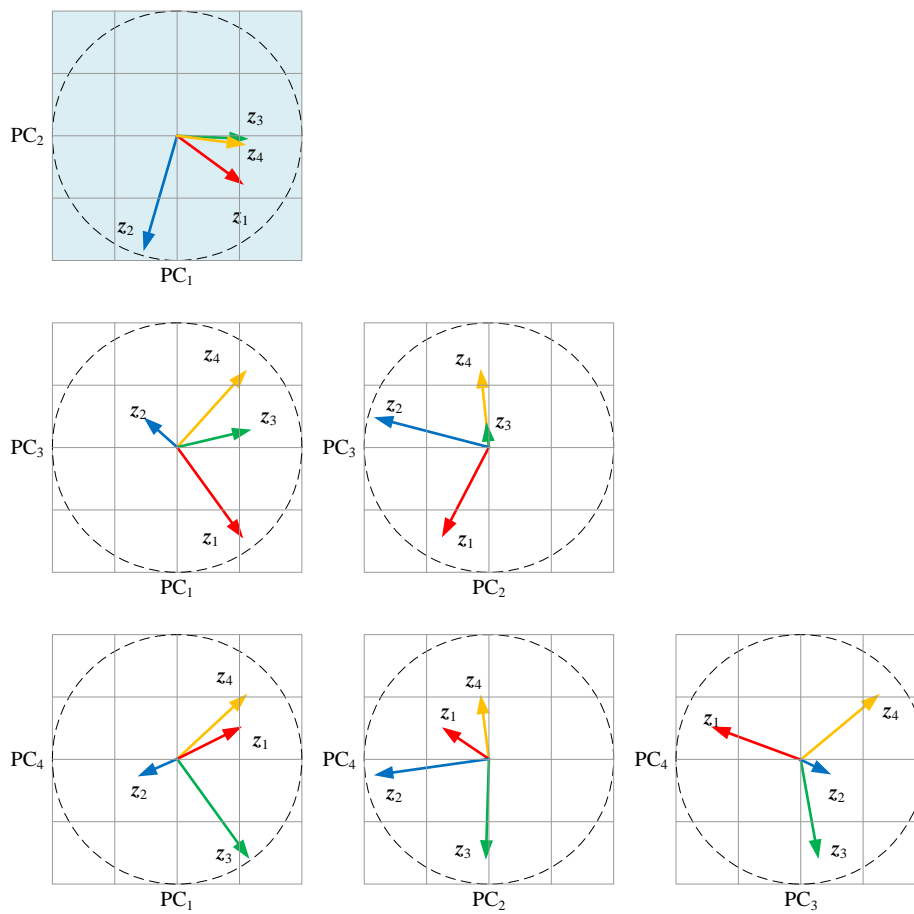 z₃
PC₂
z₄
z₁
z₂
PC₁
z₄
z₂
z₃
PC₃
z₁
PC₁
z₄
z₂
z₃
PC₃
z₁
PC₂
z₄
z₁
PC₄
z₂
z₃
PC₁
z₄
z₁
PC₄
z₂
z₃
PC₂
z₁
z₄
PC₄
z₂
z₃
PC₃